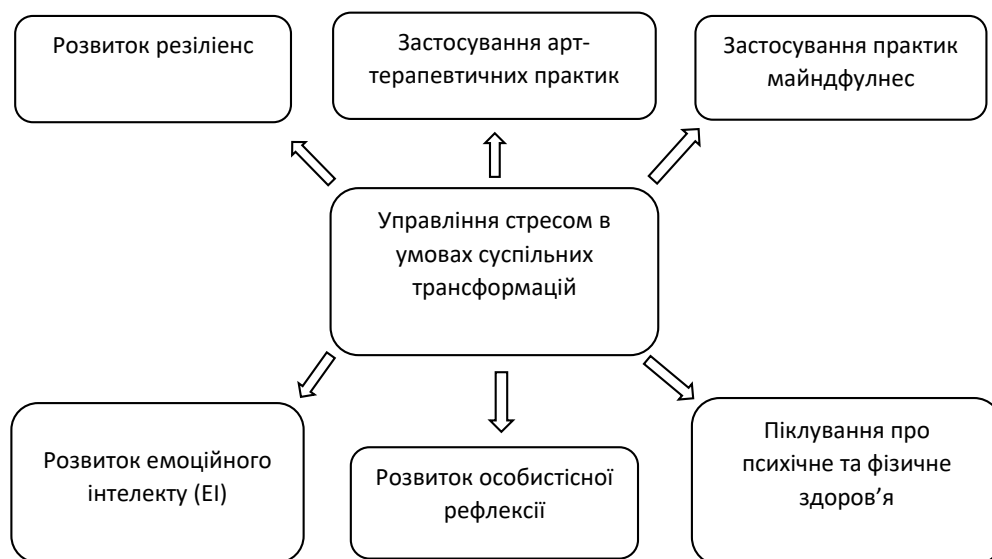 Розвиток резіліенс
Застосування арт-
терапевтичних практик
Застосування практик
майндфулнес
Управління стресом в
умовах суспільних
трансформацій
Розвиток емоційного
інтелекту (ЕІ)
Розвиток особистісної
рефлексії
Піклування про
психічне та фізичне
здоров’я